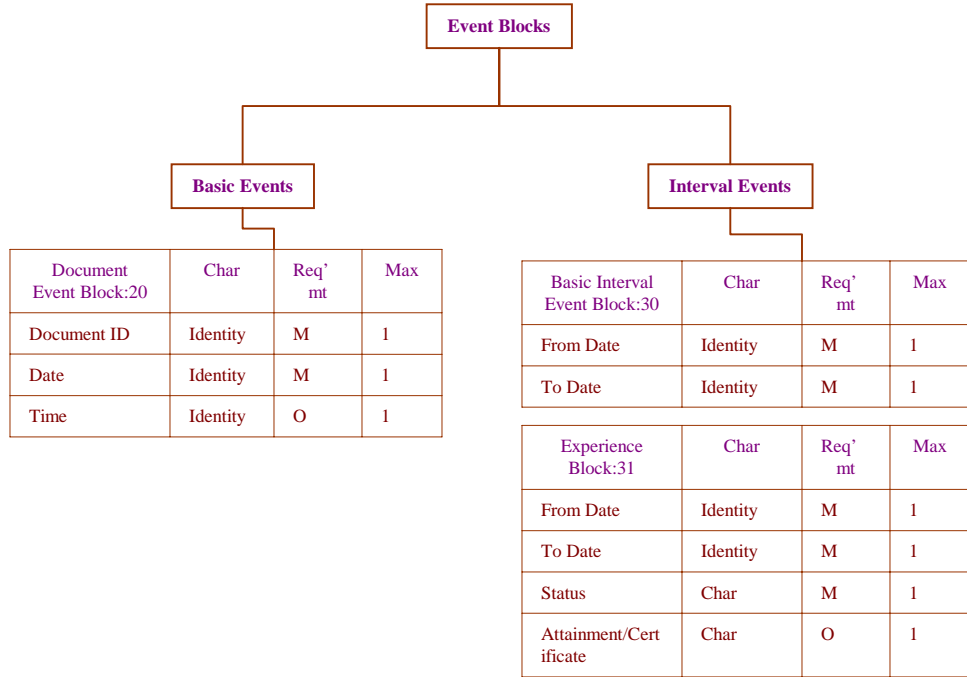 Event Blocks
Basic Events
Interval Events
Document Char Req’ Max
Event Block:20 mt
Document ID Identity M 1
Date Identity M 1
Time Identity O 1
Basic Interval Char Req’ Max
Event Block:30 mt
From Date Identity M 1
To Date Identity M 1
Experience Char Req’ Max
Block:31 mt
From Date Identity M 1
To Date Identity M 1
Status Char M 1
Attainment/Cert Char O 1
ificate